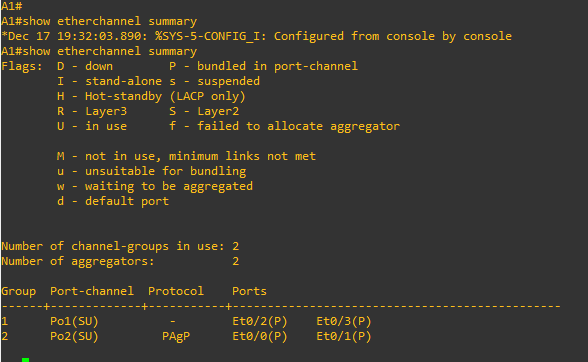 A1#
A1#show etherchannel summary
*Dec 17 19:32:03.890: %SYS-5-CONFIG_I: Configured from console by console
A1#show etherchannel summary
Flags:  D - down        P - bundled in port-channel
        I - stand-alone s - suspended
        H - Hot-standby (LACP only)
        R - Layer3      S - Layer2
        U - in use      f - failed to allocate aggregator

        M - not in use, minimum links not met
        u - unsuitable for bundling
        w - waiting to be aggregated
        d - default port


Number of channel-groups in use: 2
Number of aggregators:           2

Group  Port-channel  Protocol    Ports
------+-------------+-----------+-----------------------------------------------
1      Po1(SU)          -        Et0/2(P)    Et0/3(P)
2      Po2(SU)         PAgP      Et0/0(P)    Et0/1(P)